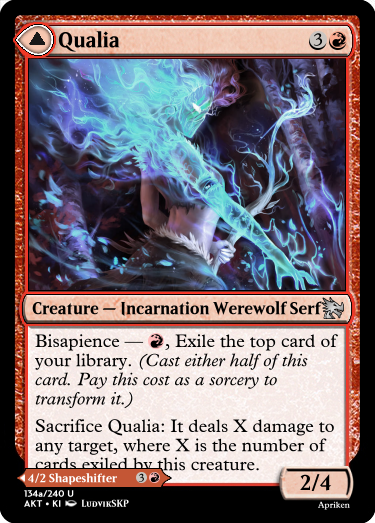 Qualia
3
Creature — Incarnation Werewolf Serf
Bisapience — , Exile the top card of
your library. (Cast either half of this
card. Pay this cost as a sorcery to
transform it.)
Sacrifice Qualia: It deals X damage to
any target, where X is the number of
cards exiled by this creature.
4/2 Shapeshifter 3
2/4
134a/240 U
AKT • KI LudvikSKP
Apriken